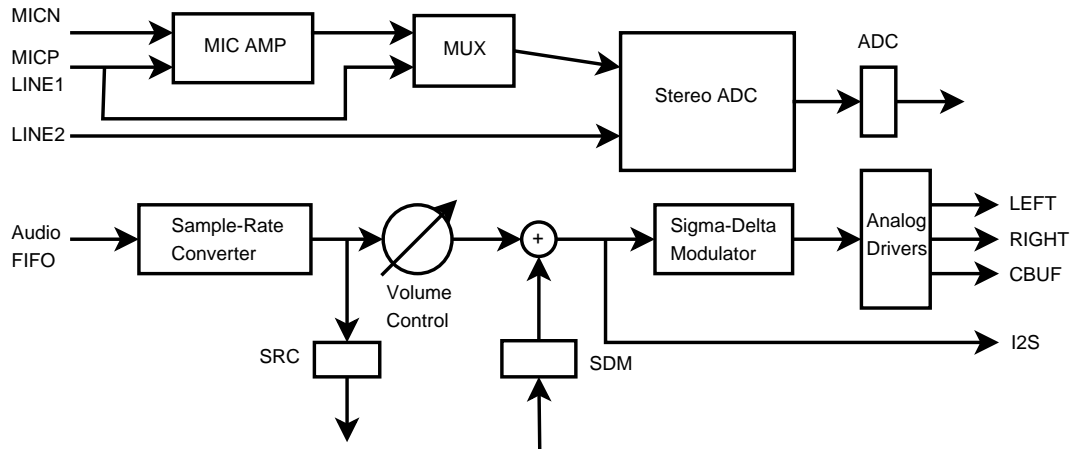 MICN
MIC AMP
MUX
ADC
MICP
LINE1
Stereo ADC
LINE2
Audio
FIFO
Sample-Rate
Converter
Volume
Control
+
Sigma-Delta
Modulator
Analog
Drivers
LEFT
RIGHT
CBUF
SRC
SDM
I2S